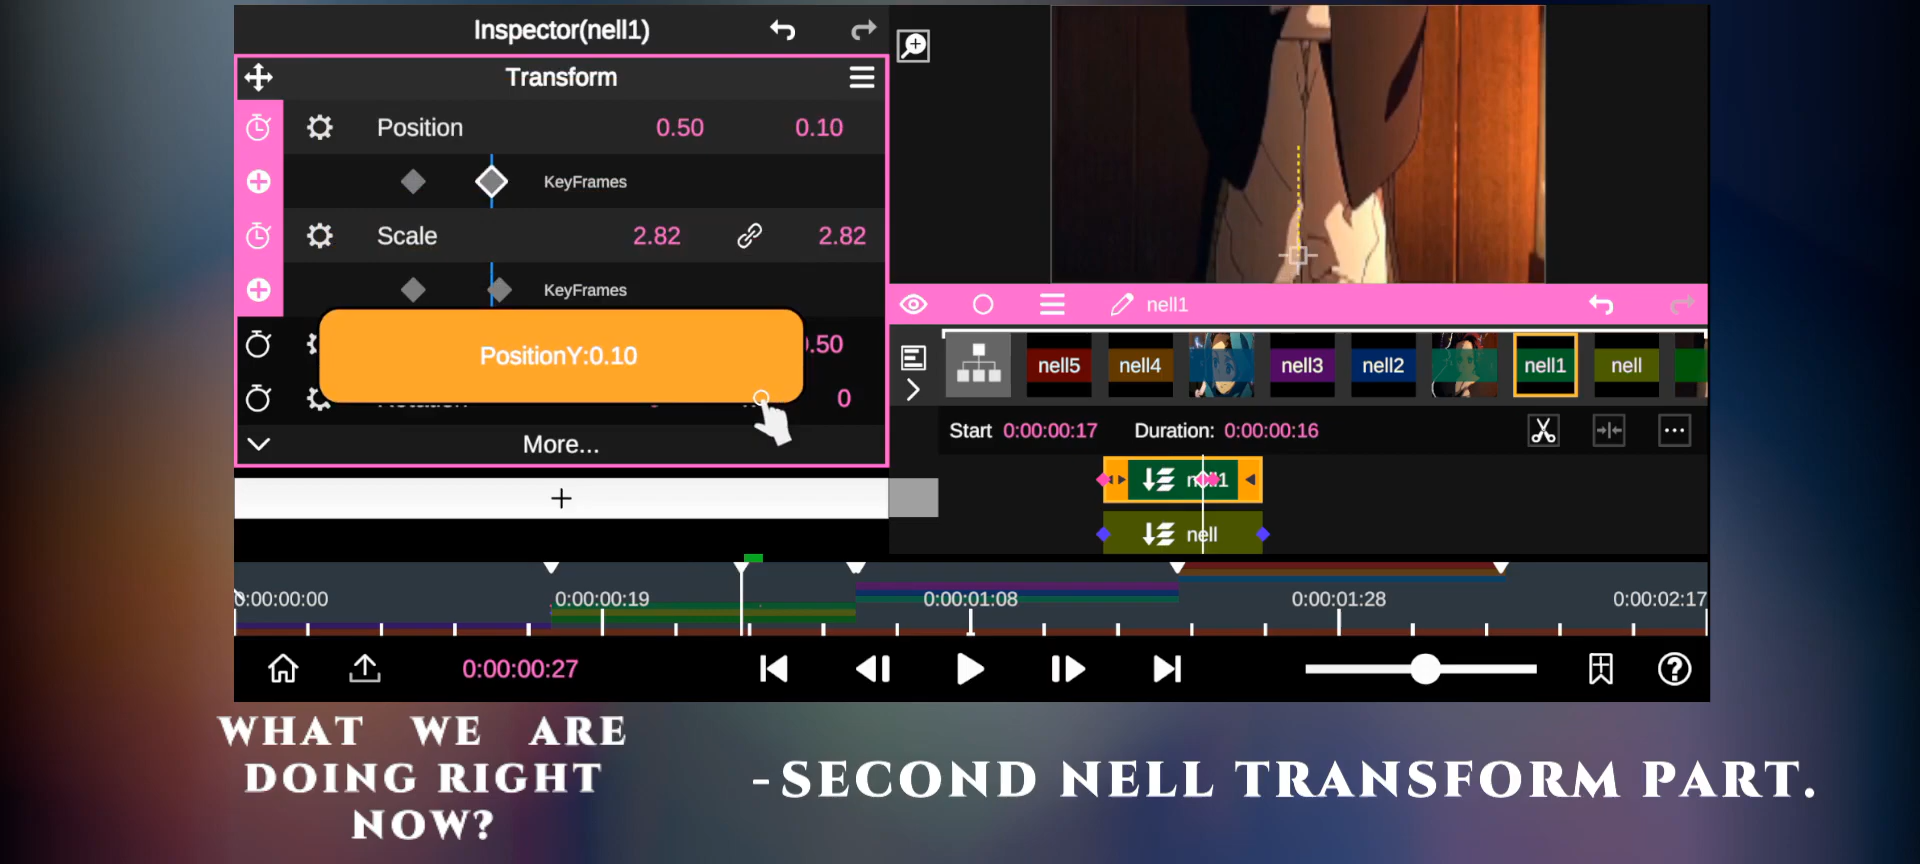 Inspector(nell1)
Transform
Position 0.50 0.10
KeyFrames
Scale 2.82 2.82
KeyFrames
.50
PositionY:0.10
0
More...
+
nell1
nell5 nell4 nell3 nell2 nell1 nell
Start 0:00:00:17 Duration: 0:00:00:16
nell1
nell
0:00:00:00 0:00:00:19 0:00:01:08 0:00:01:28 0:00:02:17
0:00:00:27
WHAT WE ARE
DOING RIGHT
NOW?
-SECOND NELL TRANSFORM PART.